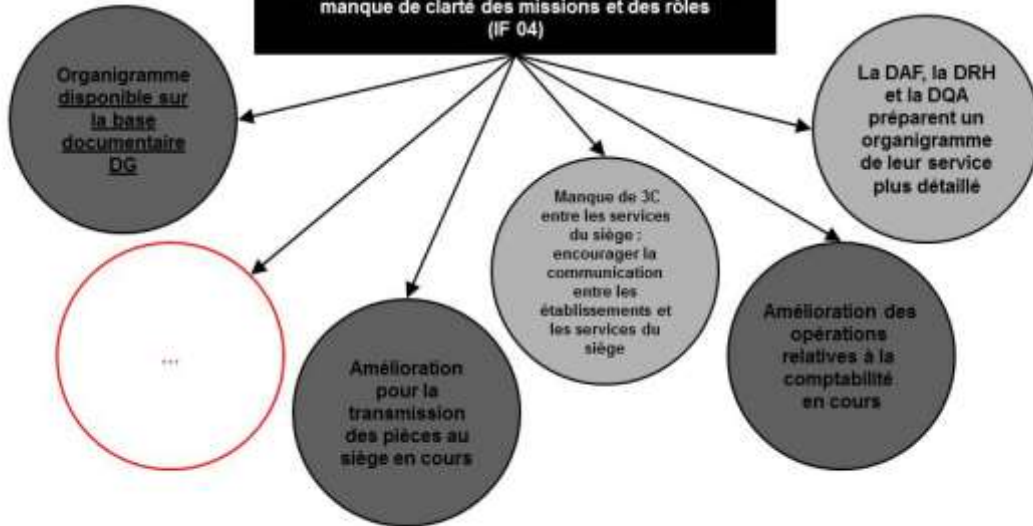 manque de clarté des missions et des rôles
(IF 04)
Organigramme
disponible sur
la base
documentaire
DG
La DAF, la DRH
et la DQA
préparent un
organigramme
de leur service
plus détaillé
Manque de 3C
entre les services
du siège :
encourager la
communication
entre les
établissements et
les services du
siège
...
Amélioration
pour la
transmission
des pièces au
siège en cours
Amélioration des
opérations
relatives à la
comptabilité
en cours